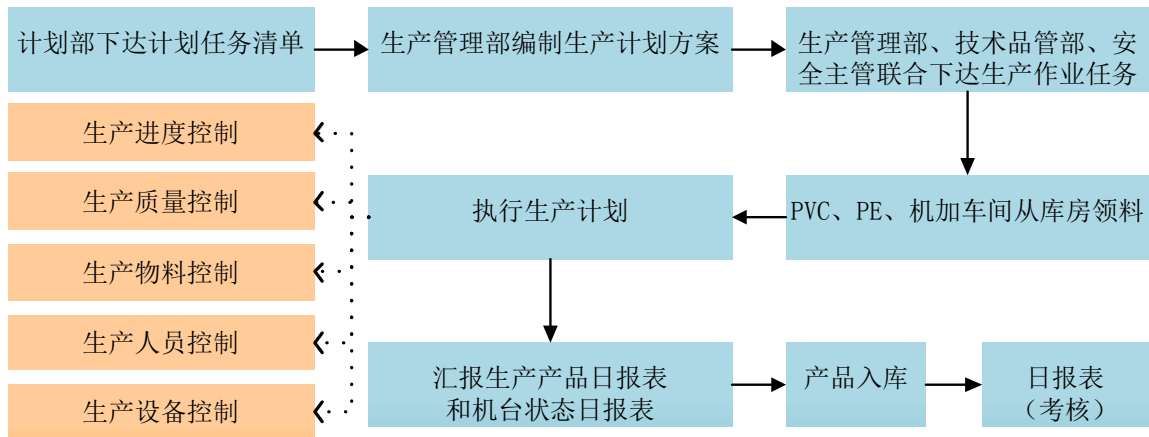 计划部下达计划任务清单
生产管理部编制生产计划方案
生产管理部、技术品管部、安
全主管联合下达生产作业任务
生产进度控制
生产质量控制
执行生产计划
PVC、PE、机加车间从库房领料
生产物料控制
生产人员控制
汇报生产产品日报表
和机台状态日报表
产品入库
日报表
（考核）
生产设备控制